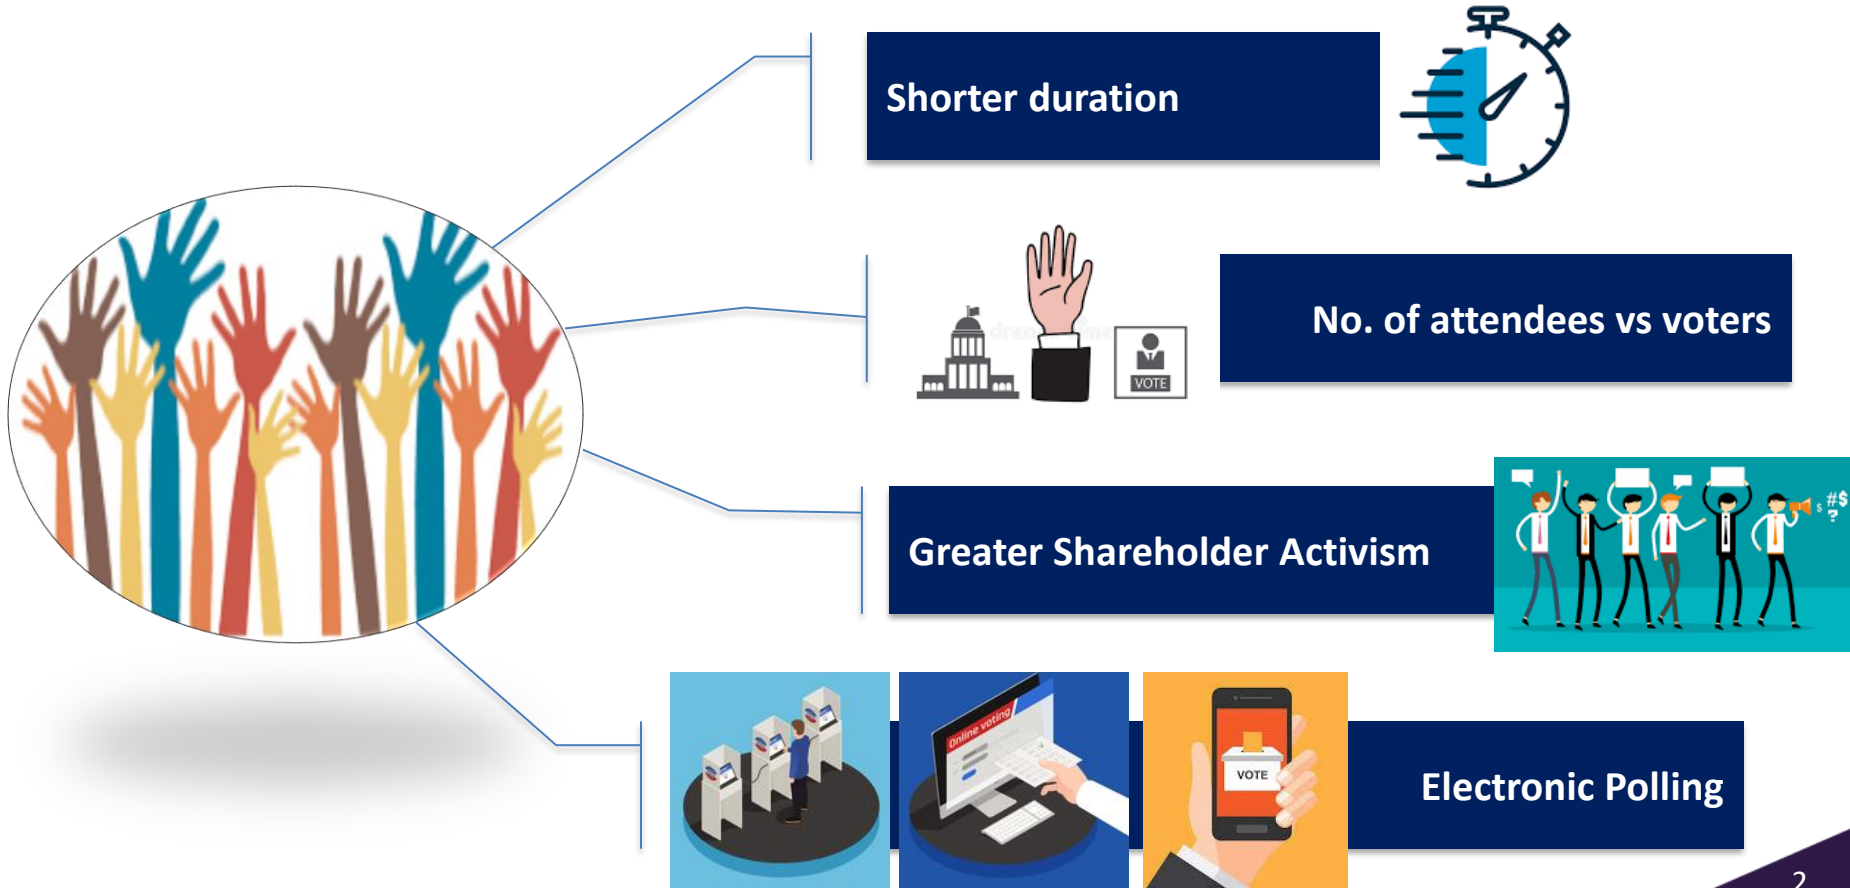 Shorter duration
No. of attendees vs voters
VOTE
Greater Shareholder Activism
$ #$
?
Online voting
VOTE
Electronic Polling
2